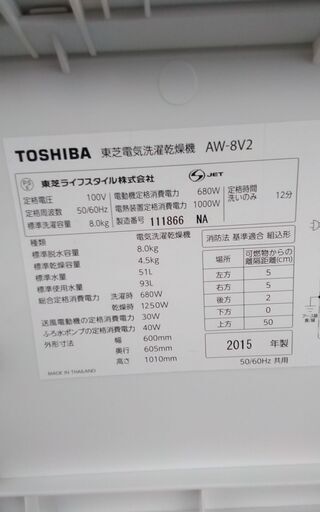 TOSHIBA 東芝電気洗濯乾燥機 AW-8V2
東芝ライフスタイル株式会社
S JET
定格電圧 100V
定格周波数 50/60Hz
標準洗濯容量 8.0kg
電動機定格消費電力 680W
電熱装置定格消費電力 1000W
製造番号 111866 NA
定格時間 洗いのみ 12分
種類 電気洗濯乾燥機
標準脱水容量 8.0kg
標準乾燥容量 4.5kg
標準水量 51L
標準使用水量 93L
総合定格消費電力 洗濯時 680W
乾燥時 1250W
送風電動機の定格消費電力 30W
ふろ水ポンプの定格消費電力 40W
外形寸法 幅 600mm
奥行 605mm
高さ 1010mm
MADE IN THAILAND
消防法 基準適合 組込形
場所 可燃物からの離隔距離(cm)
左方 5
右方 5
後方 2
下方 0
上方 50
50/60Hz 共用
2015 年製